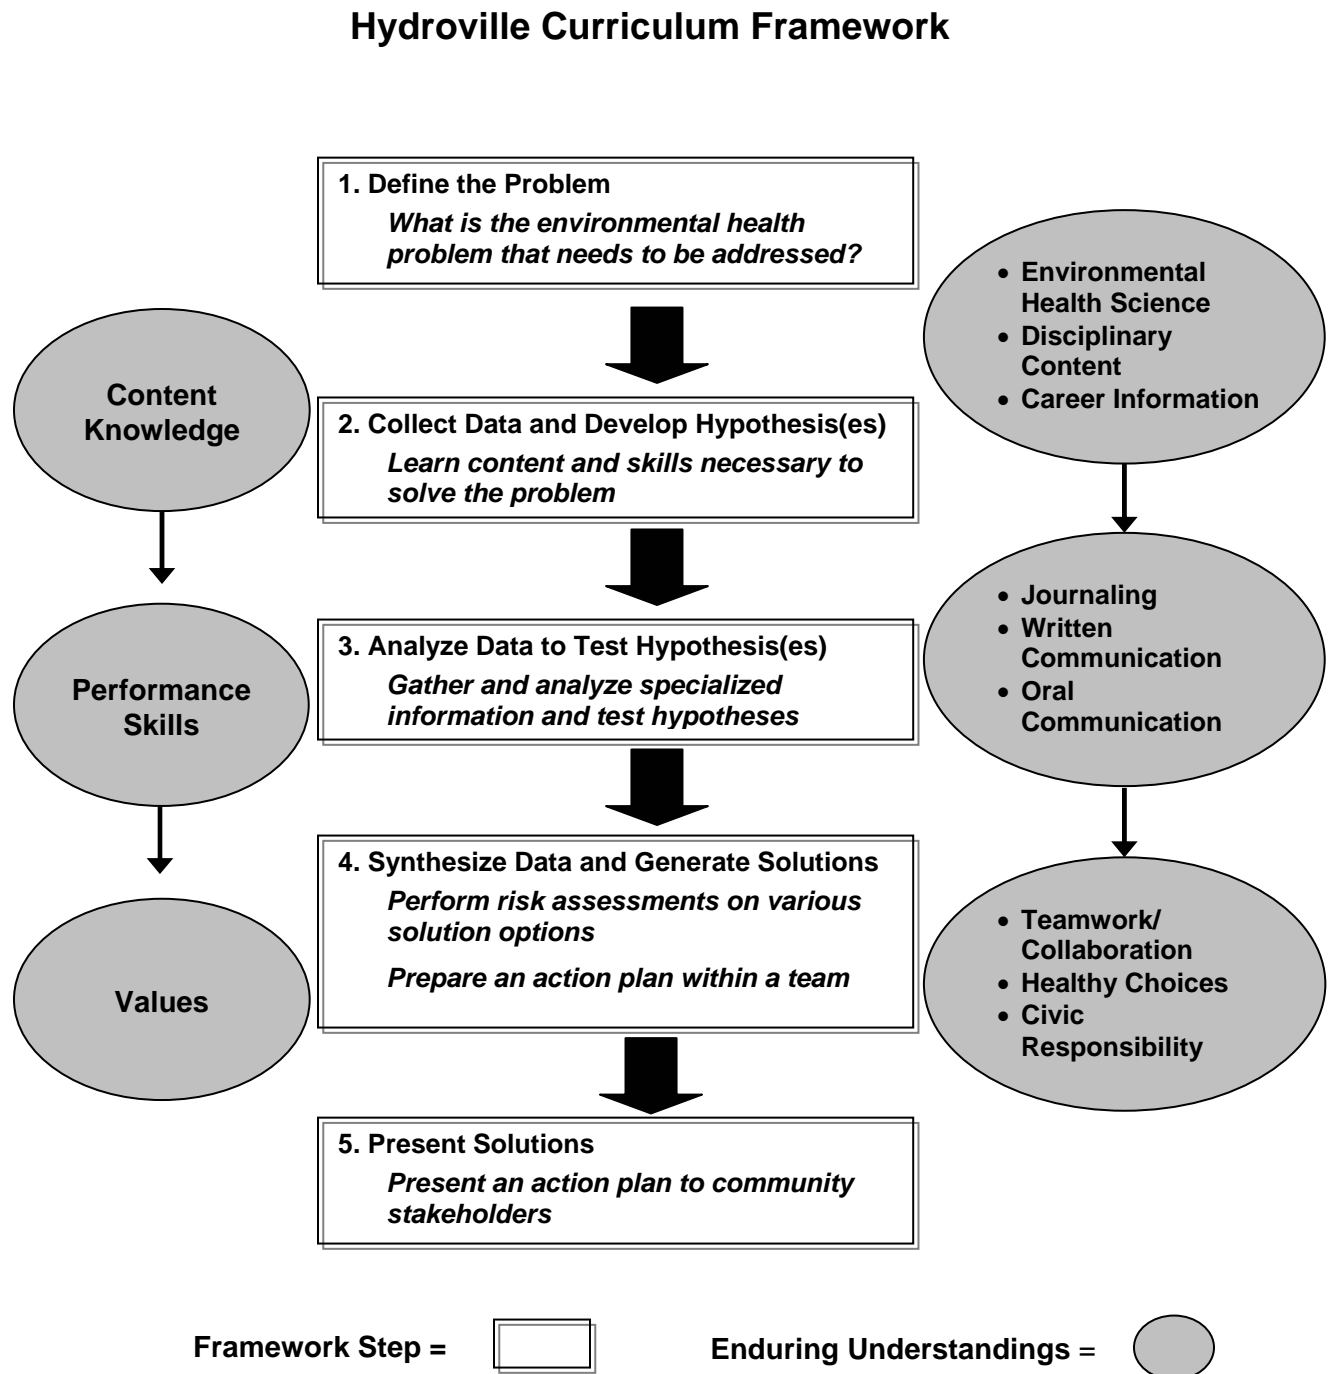 Hydroville Curriculum Framework
1. Define the Problem
What is the environmental health
problem that needs to be addressed?
2. Collect Data and Develop Hypothesis(es)
Learn content and skills necessary to
solve the problem
3. Analyze Data to Test Hypothesis(es)
Gather and analyze specialized
information and test hypotheses
4. Synthesize Data and Generate Solutions
Perform risk assessments on various
solution options
Prepare an action plan within a team
5. Present Solutions
Present an action plan to community
stakeholders
Content
Knowledge
Performance
Skills
Values
• Environmental
Health Science
• Disciplinary
Content
• Career Information
• Journaling
• Written
Communication
• Oral
Communication
• Teamwork/
Collaboration
• Healthy Choices
• Civic
Responsibility
Framework Step =
Enduring Understandings =